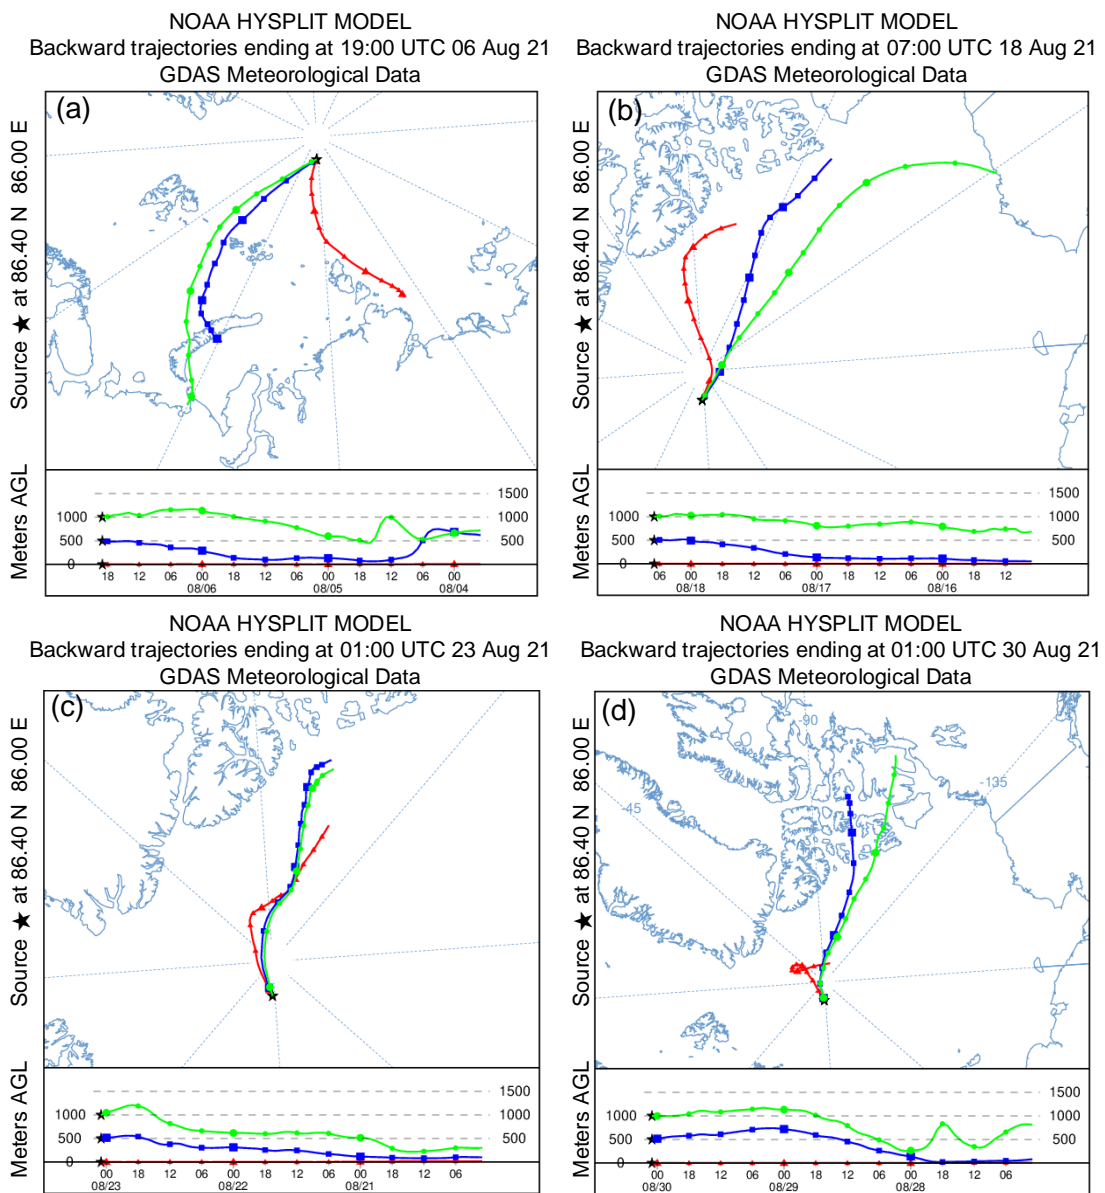 NOAA HYSPLIT MODEL
Backward trajectories ending at 19:00 UTC 06 Aug 21
GDAS Meteorological Data
(a)
Source ★ at 86.40 N 86.00 E
Meters AGL
1500
1000 1000
500 500
0
18 12 06 00 18 12 06 00 18 12 06 00
08/06 08/05 08/04
NOAA HYSPLIT MODEL
Backward trajectories ending at 07:00 UTC 18 Aug 21
GDAS Meteorological Data
(b)
Source ★ at 86.40 N 86.00 E
Meters AGL
1500
1000 1000
500 500
0
06 00 18 12 06 00 18 12 06 00 18 12
08/18 08/17 08/16
NOAA HYSPLIT MODEL
Backward trajectories ending at 01:00 UTC 23 Aug 21
GDAS Meteorological Data
(c)
Source ★ at 86.40 N 86.00 E
Meters AGL
1500
1000 1000
500 500
0
00 18 12 06 00 18 12 06 00 18 12 06
08/23 08/22 08/21
NOAA HYSPLIT MODEL
Backward trajectories ending at 01:00 UTC 30 Aug 21
GDAS Meteorological Data
(d)
-90
-135
-45
Source ★ at 86.40 N 86.00 E
Meters AGL
1500
1000 1000
500 500
0
00 18 12 06 00 18 12 06 00 18 12 06
08/30 08/29 08/28